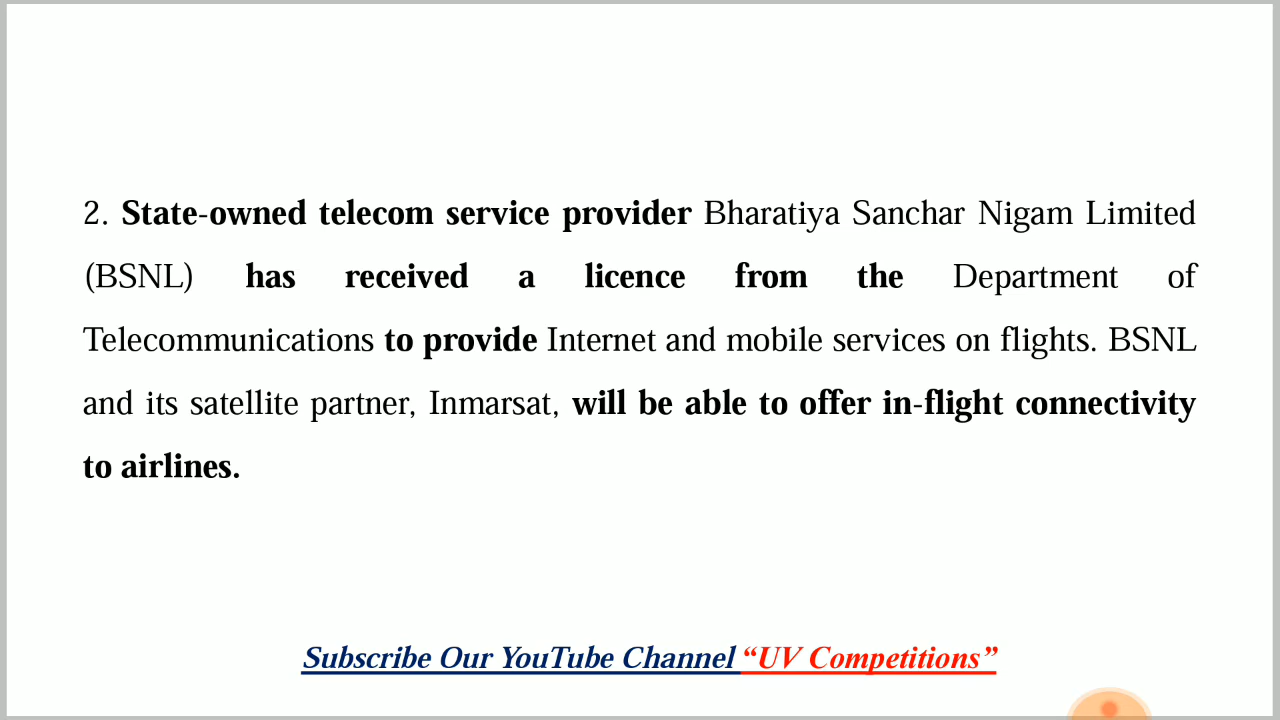 2. State-owned telecom service provider Bharatiya Sanchar Nigam Limited
(BSNL) has received a licence from the Department of
Telecommunications to provide Internet and mobile services on flights. BSNL
and its satellite partner, Inmarsat, will be able to offer in-flight connectivity
to airlines.
Subscribe Our YouTube Channel “UV Competitions”